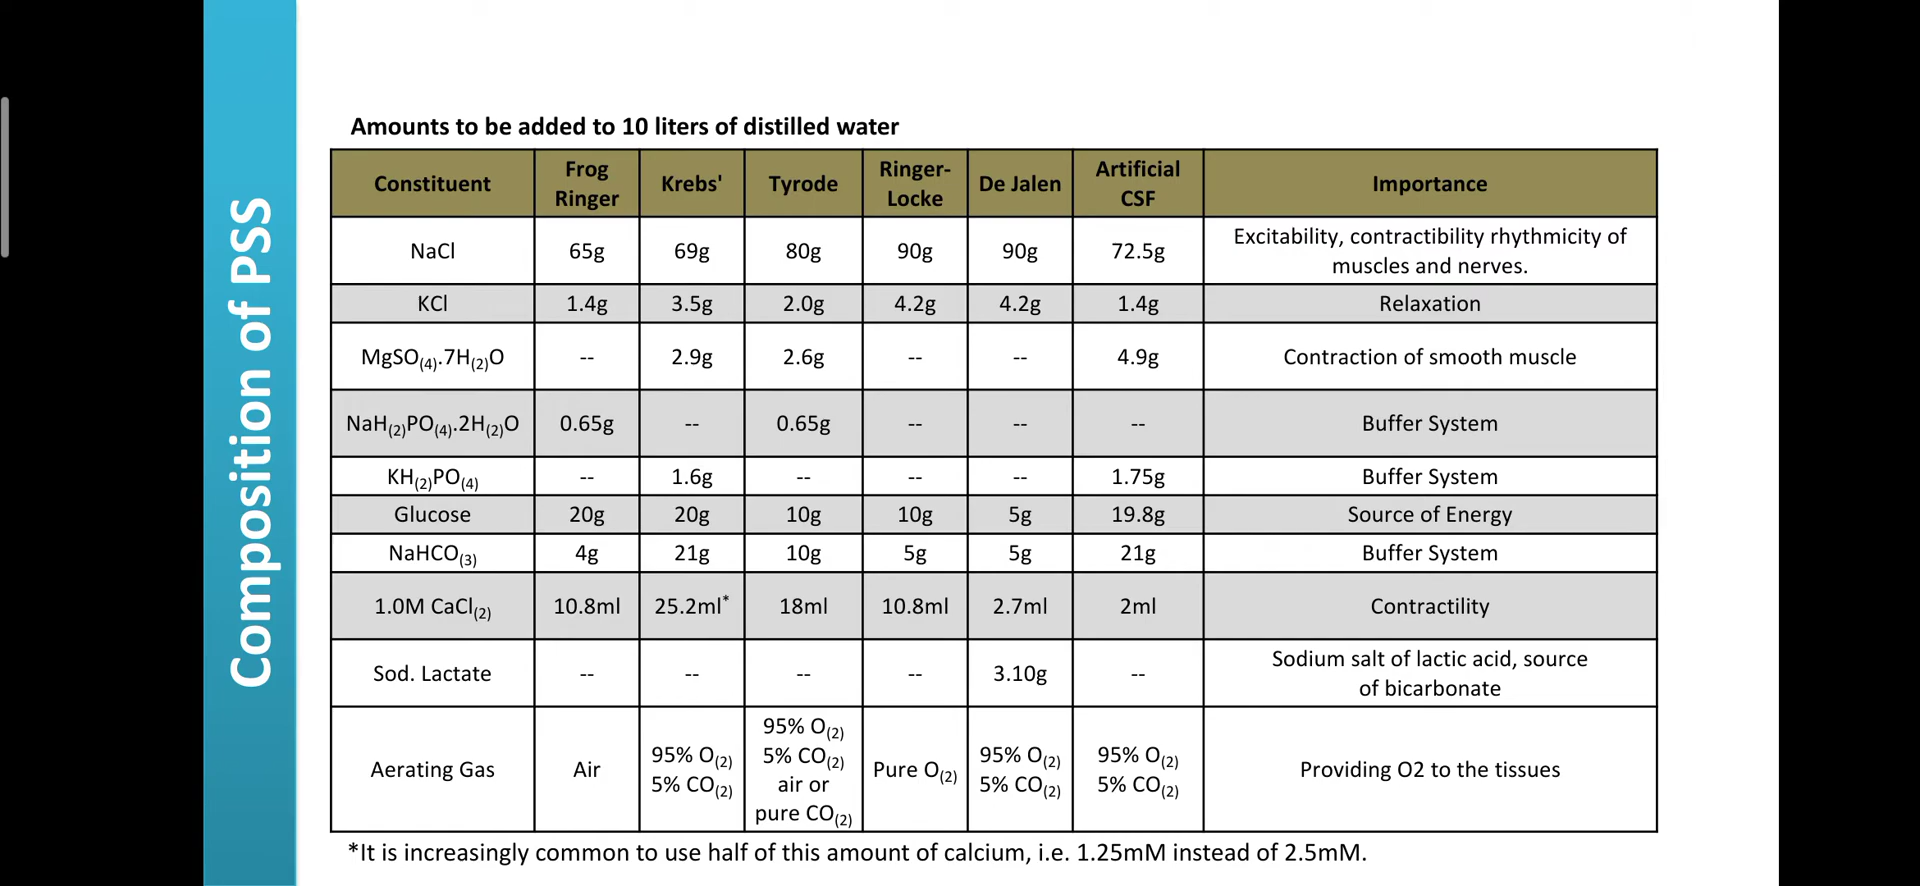 Composition of PSS
Amounts to be added to 10 liters of distilled water
Constituent Frog Ringer Krebs' Tyrode Ringer-Locke De Jalen Artificial CSF Importance
NaCl 65g 69g 80g 90g 90g 72.5g Excitability, contractibility rhythmicity of muscles and nerves.
KCl 1.4g 3.5g 2.0g 4.2g 4.2g 1.4g Relaxation
MgSO(4).7H(2)O -- 2.9g 2.6g -- -- 4.9g Contraction of smooth muscle
NaH(2)PO(4).2H(2)O 0.65g -- 0.65g -- -- -- Buffer System
KH(2)PO(4) -- 1.6g -- -- -- 1.75g Buffer System
Glucose 20g 20g 10g 10g 5g 19.8g Source of Energy
NaHCO(3) 4g 21g 10g 5g 5g 21g Buffer System
1.0M CaCl(2) 10.8ml 25.2ml* 18ml 10.8ml 2.7ml 2ml Contractility
Sod. Lactate -- -- -- -- 3.10g -- Sodium salt of lactic acid, source of bicarbonate
Aerating Gas Air 95% O(2) 5% CO(2) 95% O(2) 5% CO(2) air or pure CO(2) Pure O(2) 95% O(2) 5% CO(2) 95% O(2) 5% CO(2) Providing O2 to the tissues
*It is increasingly common to use half of this amount of calcium, i.e. 1.25mM instead of 2.5mM.